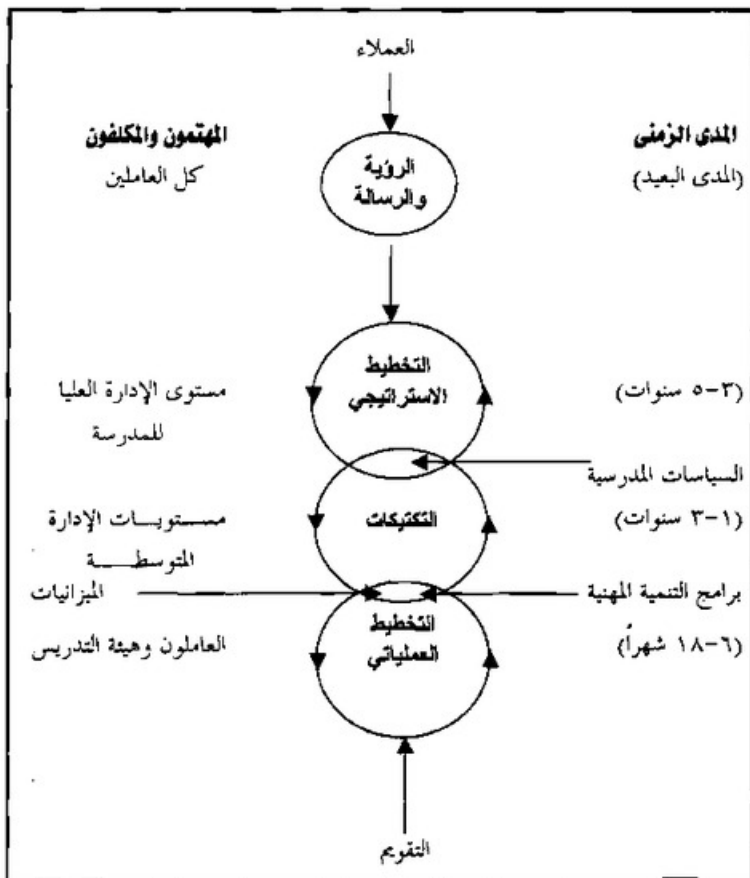 العملاء
المدى الزمنى
المهتمون والمكلفون
(المدى البعيد)
الرؤية
والرسالة
كل العاملين
التخطيط
الاستراتيجي
(٣-٥ سنوات)
مستوى الإدارة العليا
للمدرسة
السياسات المدرسية
(١-٣ سنوات)
التكتيكات
مستويات الإدارة
المتوسطة
برامج التنمية المهنية
الميزانيات
التخطيط
العملياتي
(٦-١٨ شهراً)
العاملون وهيئة التدريس
التقويم